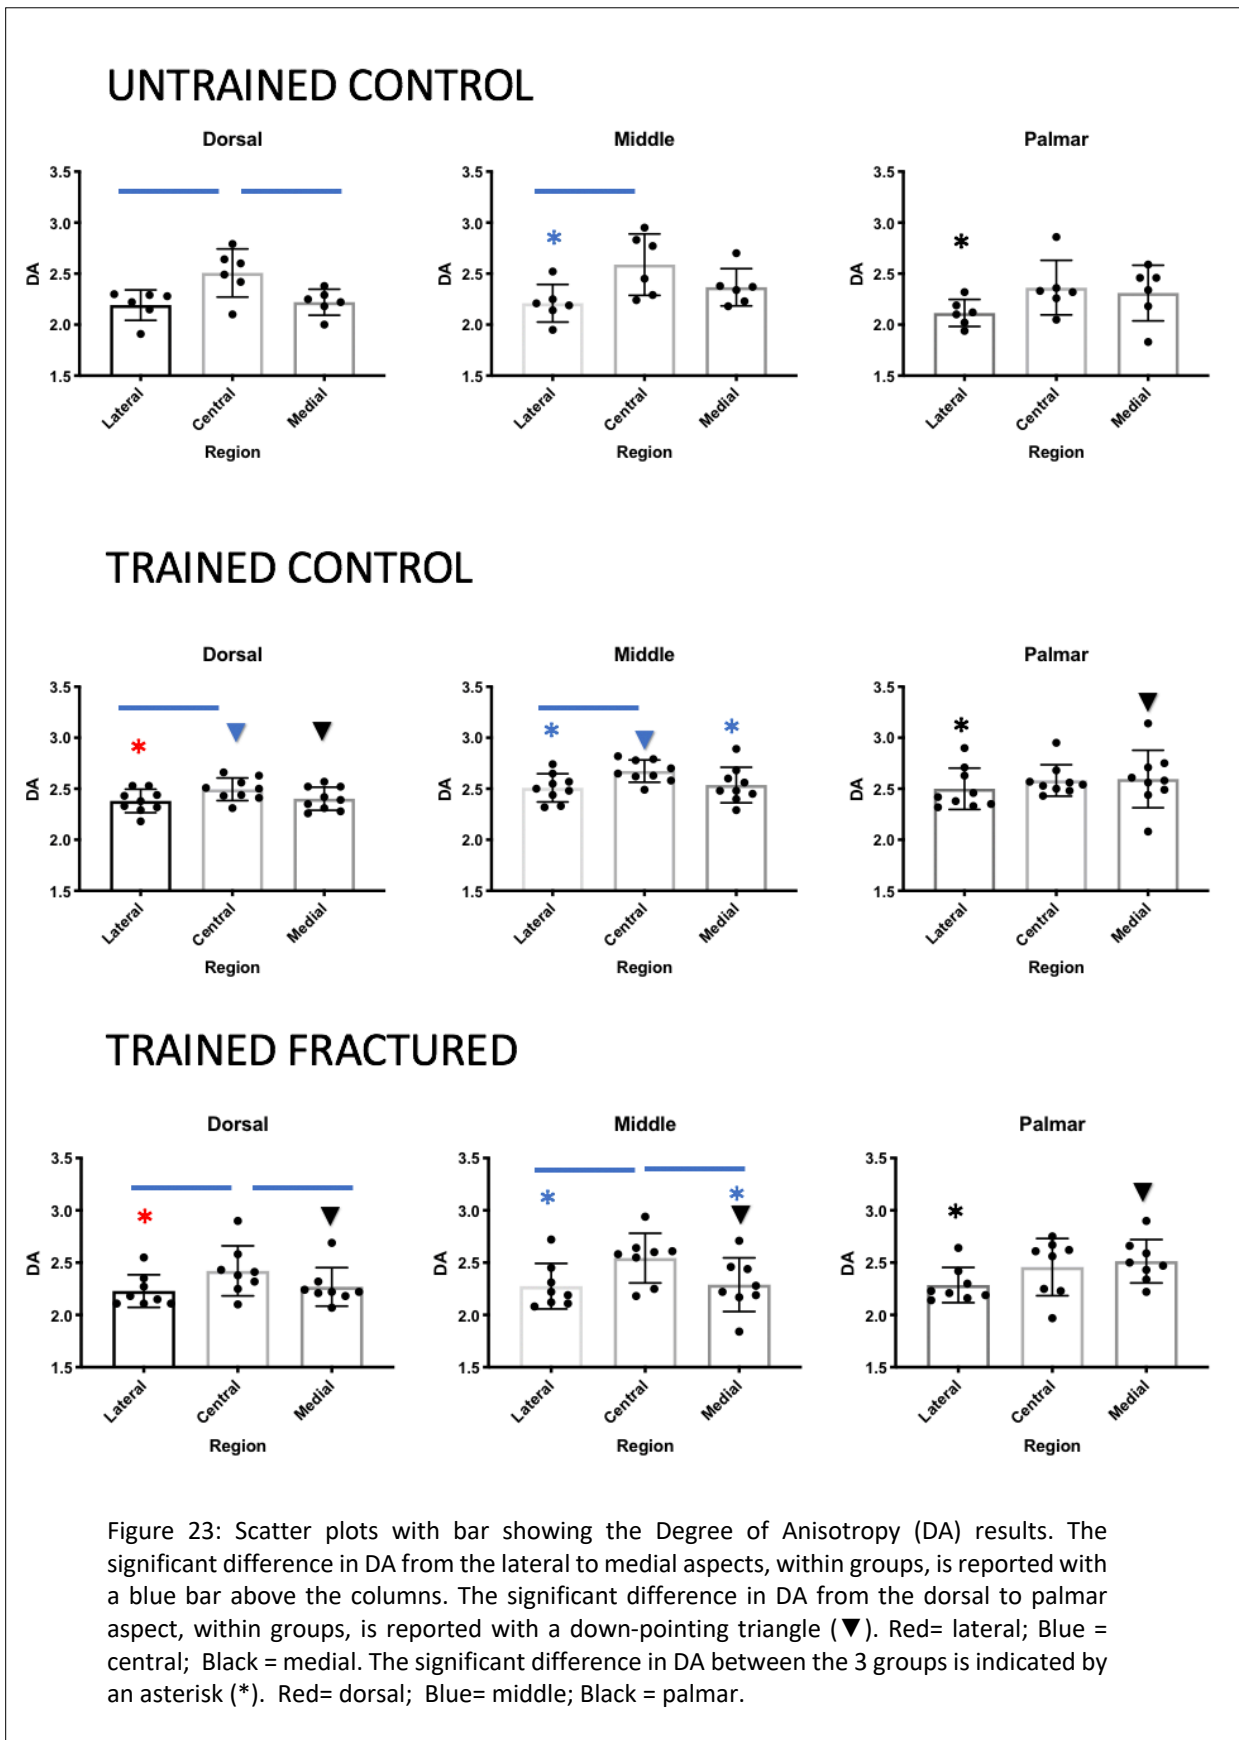 UNTRAINED CONTROL
Dorsal
3.5
3.0
2.5
2.0
1.5
DA
Lateral
Central
Medial
Region
Middle
3.5
3.0
2.5
2.0
1.5
DA
*
Lateral
Central
Medial
Region
Palmar
3.5
3.0
2.5
2.0
1.5
DA
*
Lateral
Central
Medial
Region
TRAINED CONTROL
Dorsal
3.5
3.0
2.5
2.0
1.5
DA
*
▼
▼
Lateral
Central
Medial
Region
Middle
3.5
3.0
2.5
2.0
1.5
DA
*
▼
*
Lateral
Central
Medial
Region
Palmar
3.5
3.0
2.5
2.0
1.5
DA
*
▼
Lateral
Central
Medial
Region
TRAINED FRACTURED
Dorsal
3.5
3.0
2.5
2.0
1.5
DA
*
▼
Lateral
Central
Medial
Region
Middle
3.5
3.0
2.5
2.0
1.5
DA
*
*
▼
Lateral
Central
Medial
Region
Palmar
3.5
3.0
2.5
2.0
1.5
DA
*
▼
Lateral
Central
Medial
Region
Figure 23: Scatter plots with bar showing the Degree of Anisotropy (DA) results. The
significant difference in DA from the lateral to medial aspects, within groups, is reported with
a blue bar above the columns. The significant difference in DA from the dorsal to palmar
aspect, within groups, is reported with a down-pointing triangle (▼). Red= lateral; Blue =
central; Black = medial. The significant difference in DA between the 3 groups is indicated by
an asterisk (*). Red= dorsal; Blue= middle; Black = palmar.